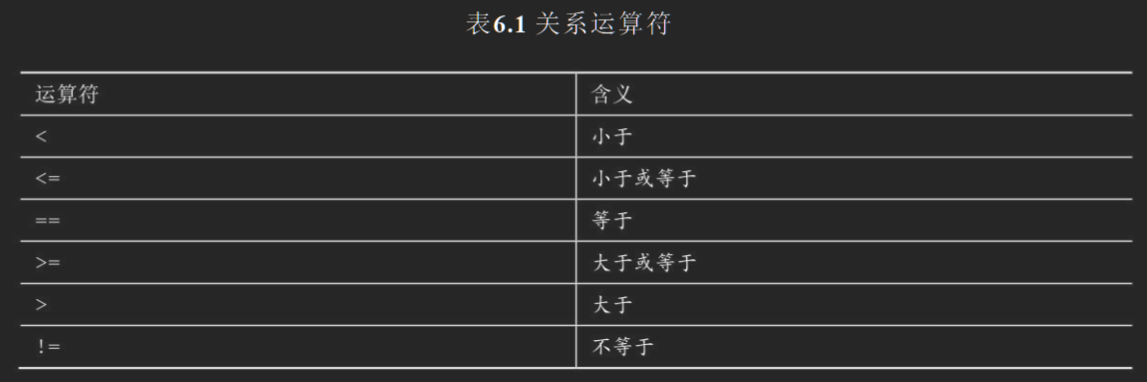 表6.1 关系运算符
运算符 含义
< 小于
<= 小于或等于
== 等于
>= 大于或等于
> 大于
!= 不等于